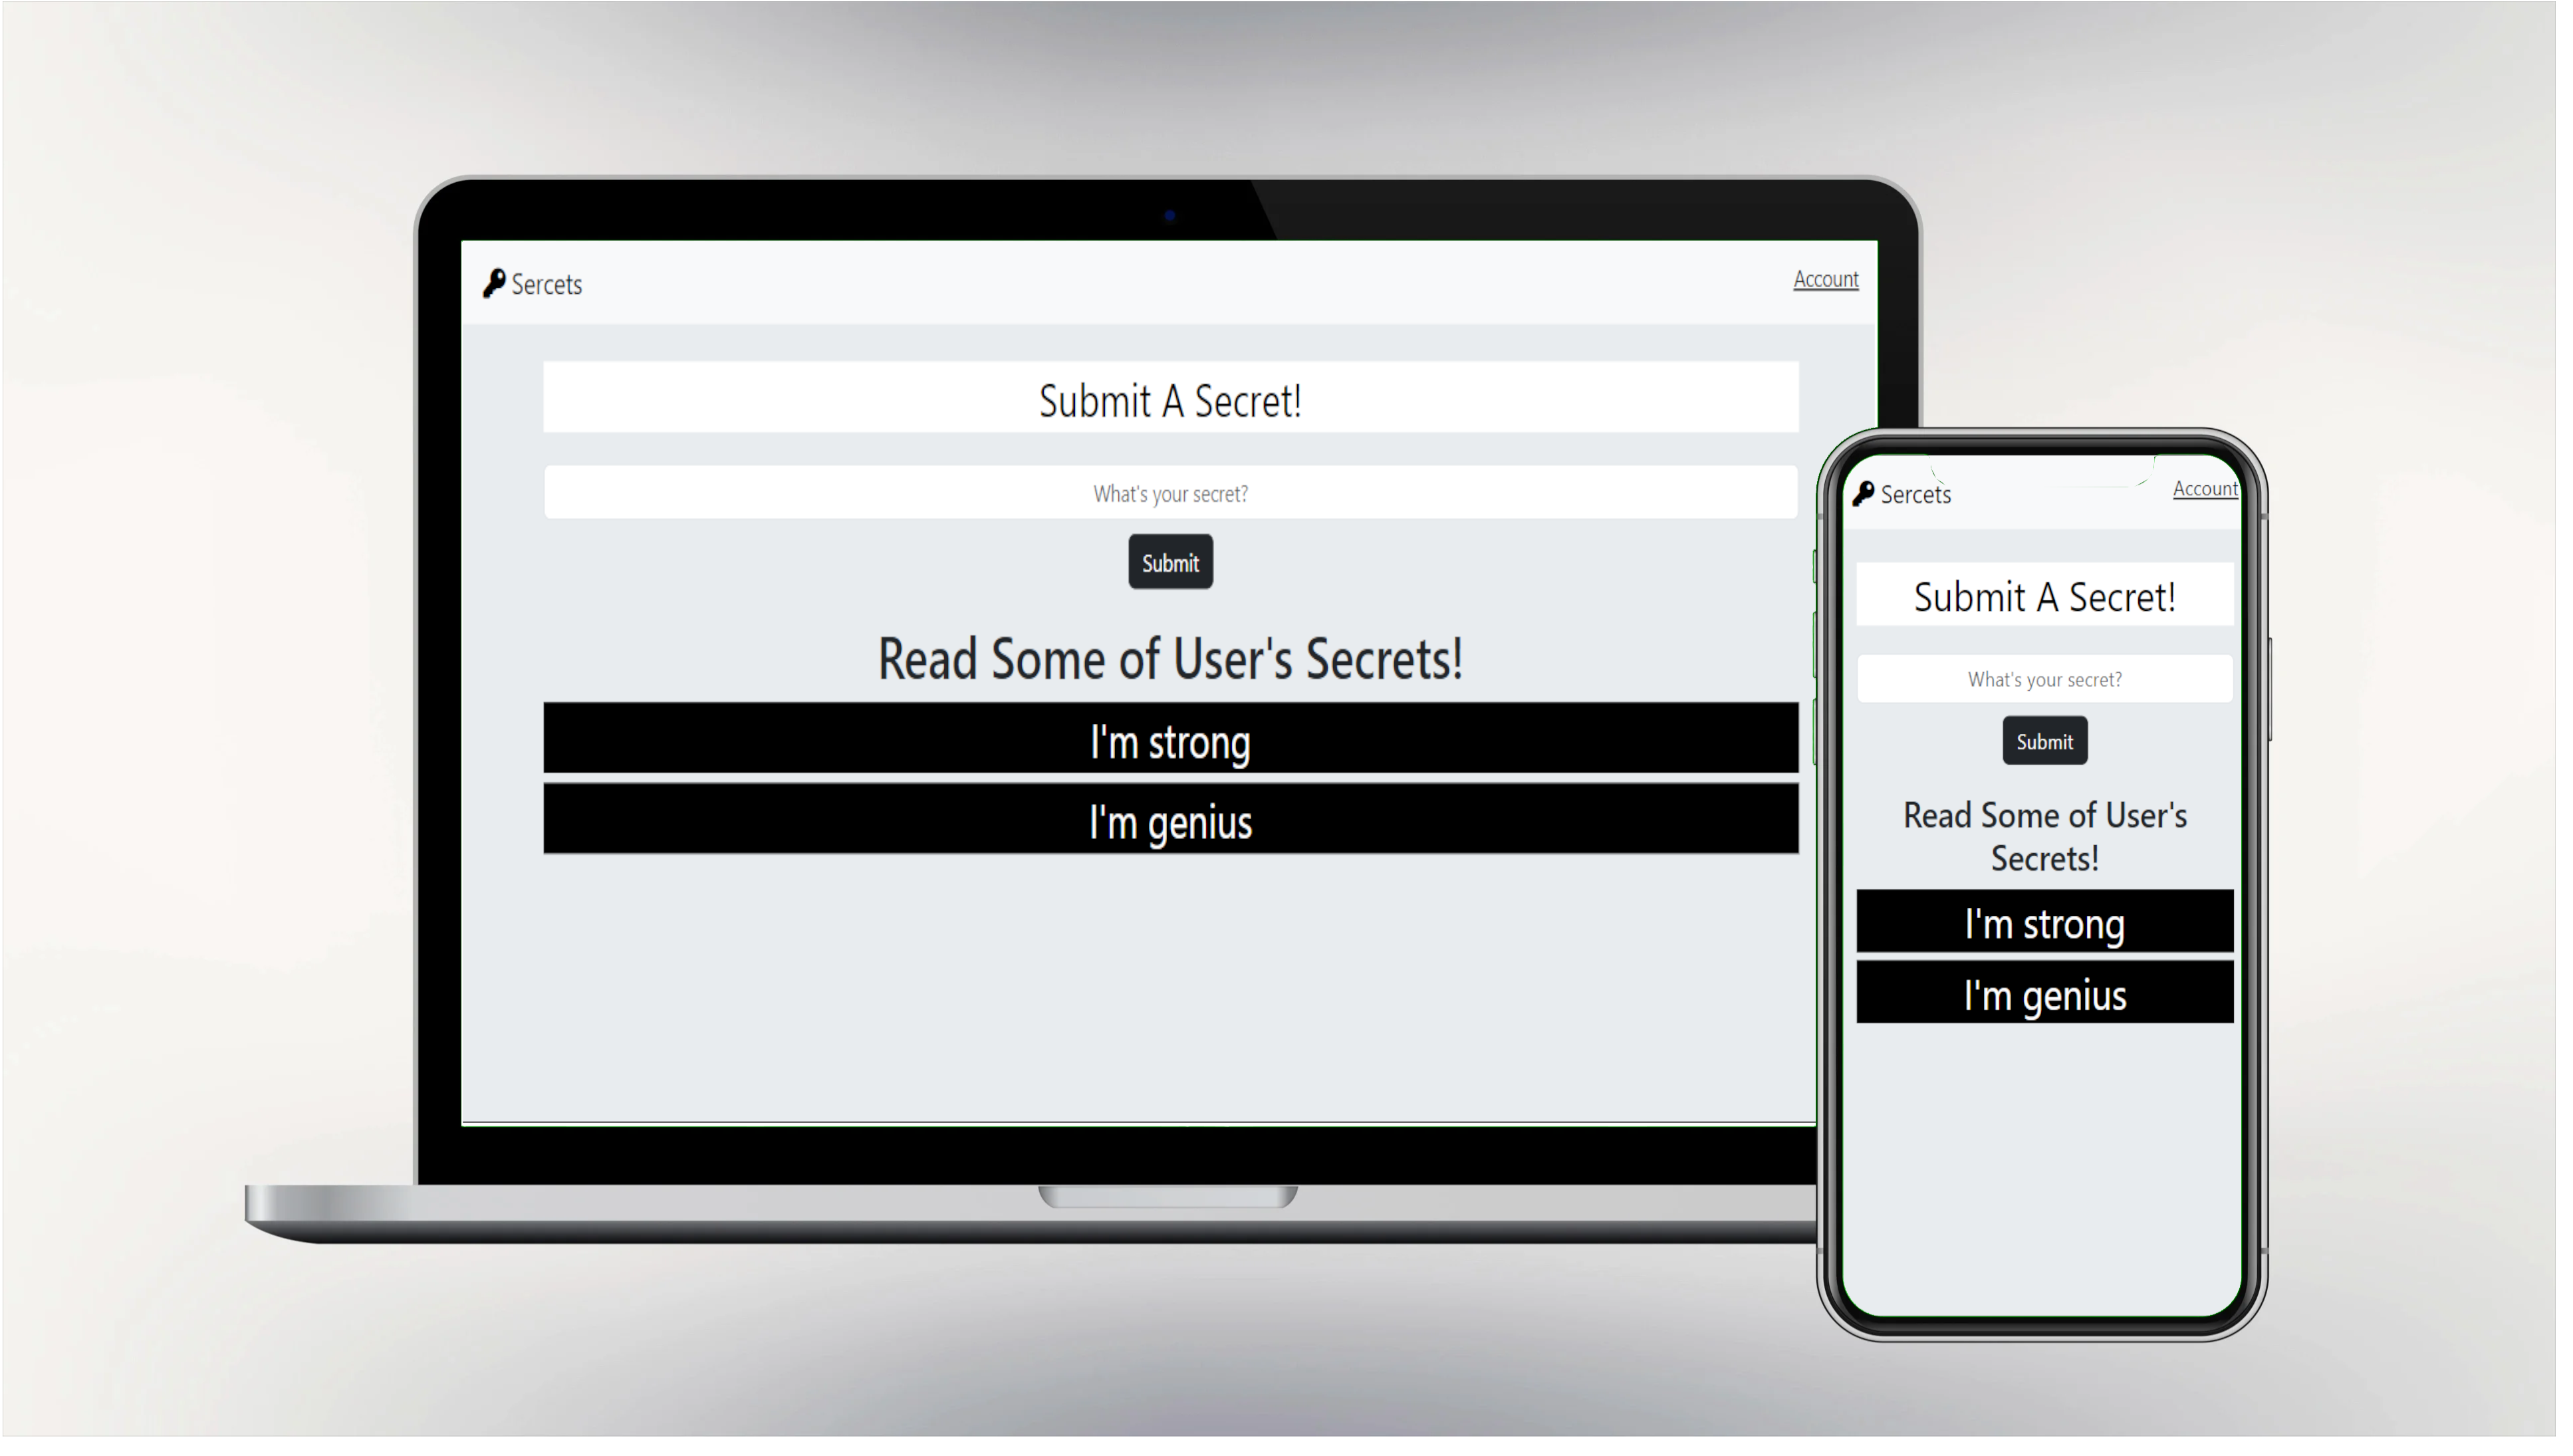 Sercets
Account
Submit A Secret!
What's your secret?
Submit
Read Some of User's Secrets!
I'm strong
I'm genius
Sercets
Account
Submit A Secret!
What's your secret?
Submit
Read Some of User's
Secrets!
I'm strong
I'm genius